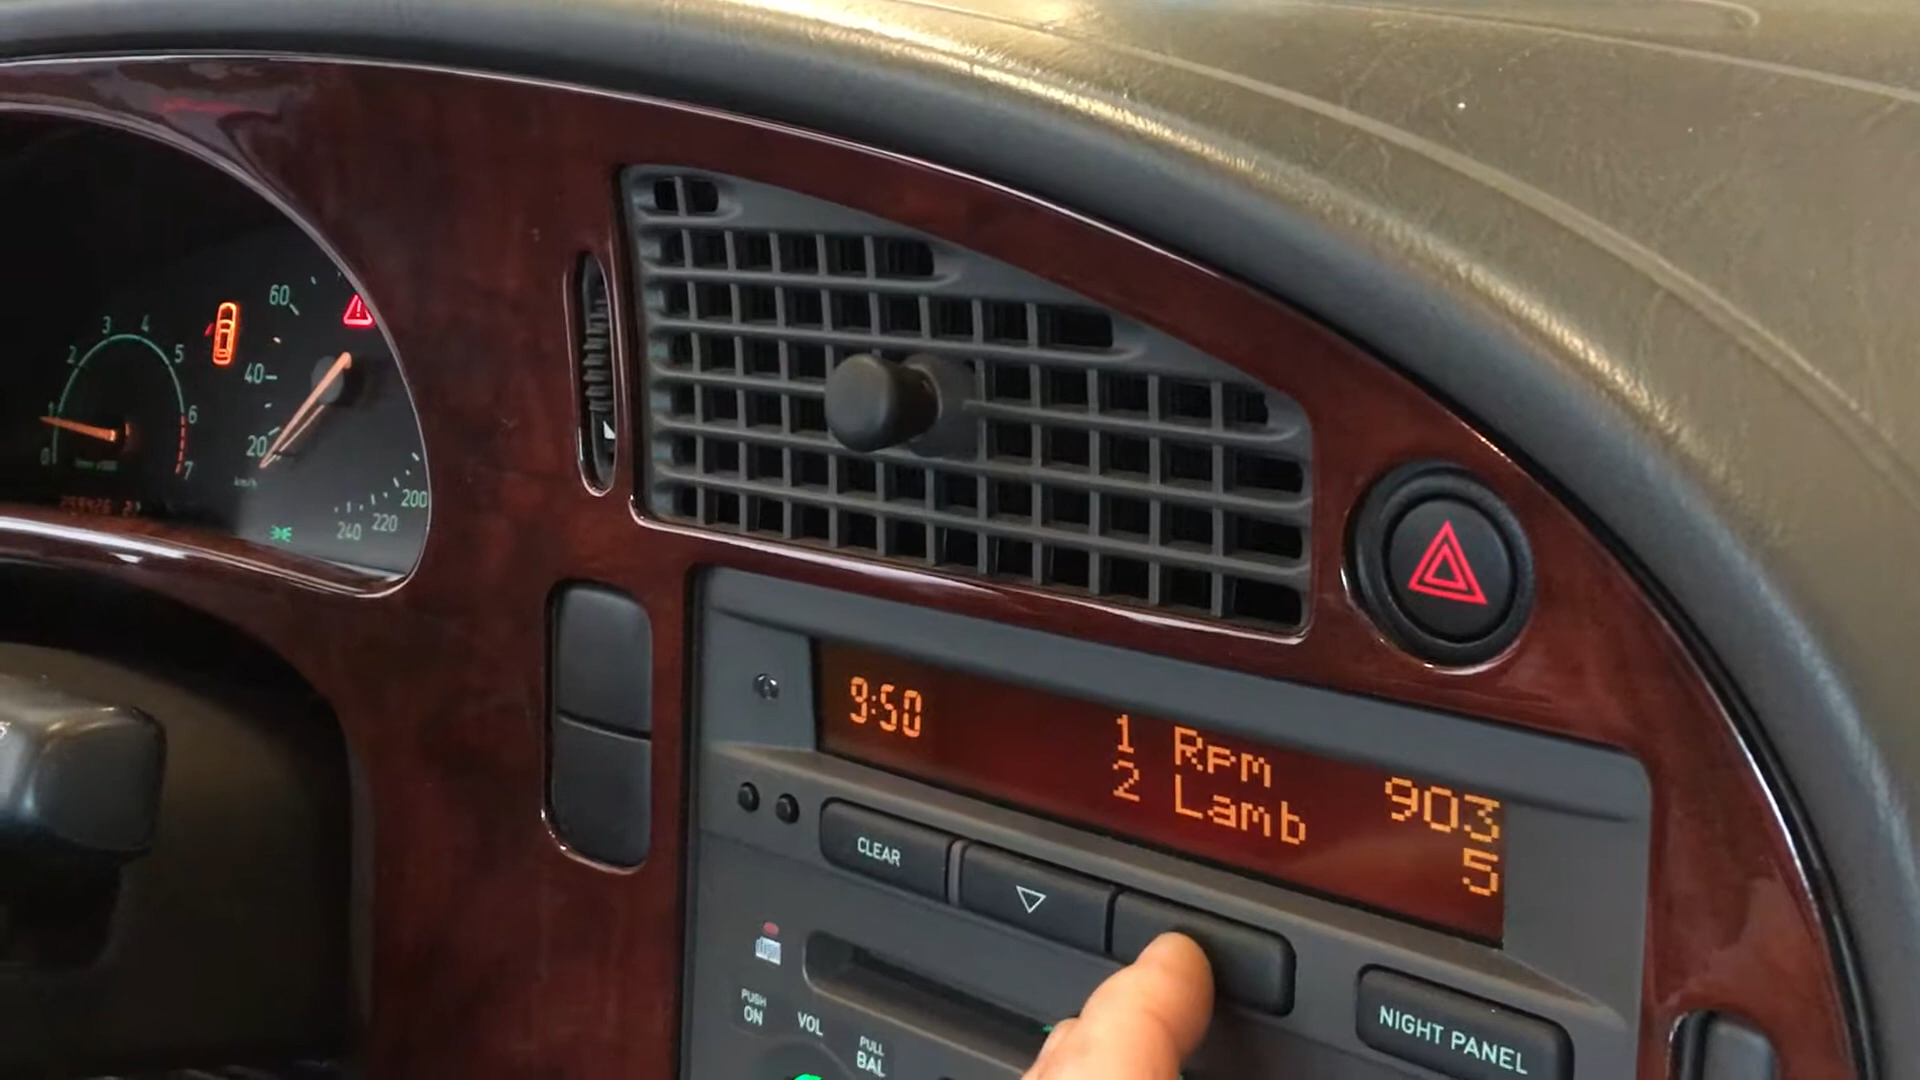 60
3 4
2 5
40
1 6
20
0 7
km/h
200
220
240
9:50
1 Rpm 903
2 Lamb 5
CLEAR
NIGHT PANEL
PUSH
ON
VOL
PULL
BAL